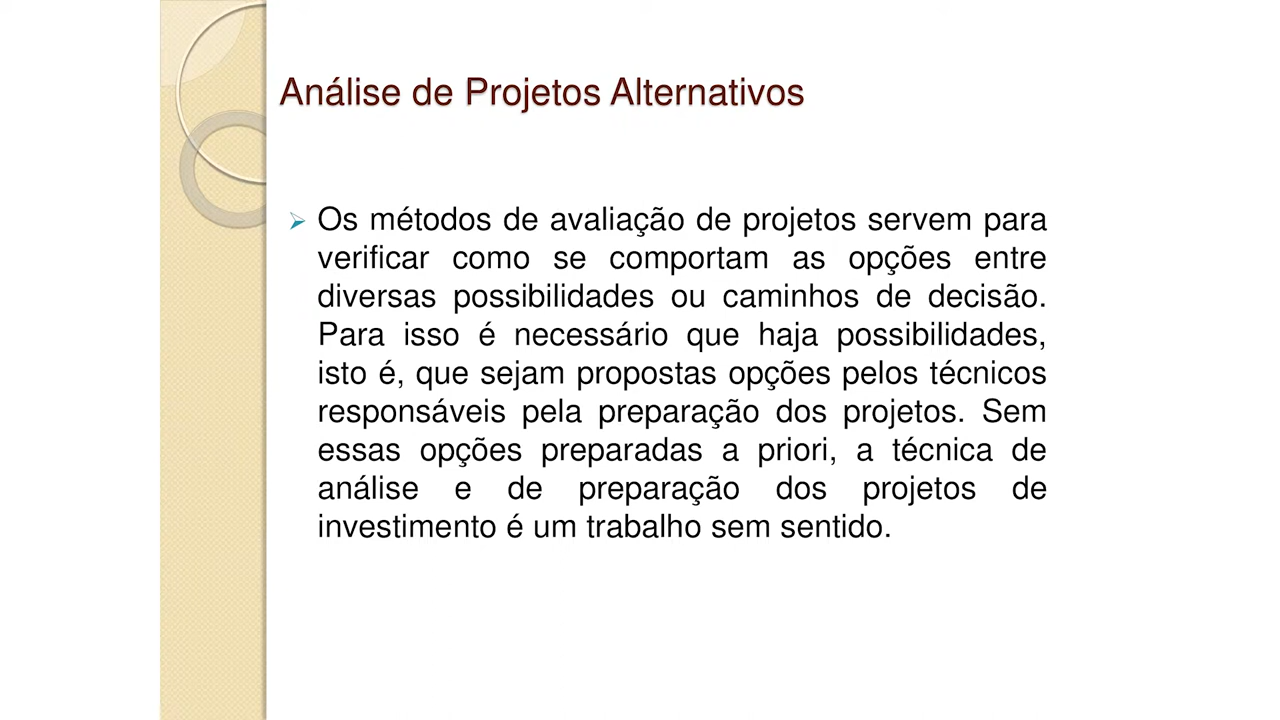 Análise de Projetos Alternativos
Os métodos de avaliação de projetos servem para
verificar como se comportam as opções entre
diversas possibilidades ou caminhos de decisão.
Para isso é necessário que haja possibilidades,
isto é, que sejam propostas opções pelos técnicos
responsáveis pela preparação dos projetos. Sem
essas opções preparadas a priori, a técnica de
análise e de preparação dos projetos de
investimento é um trabalho sem sentido.